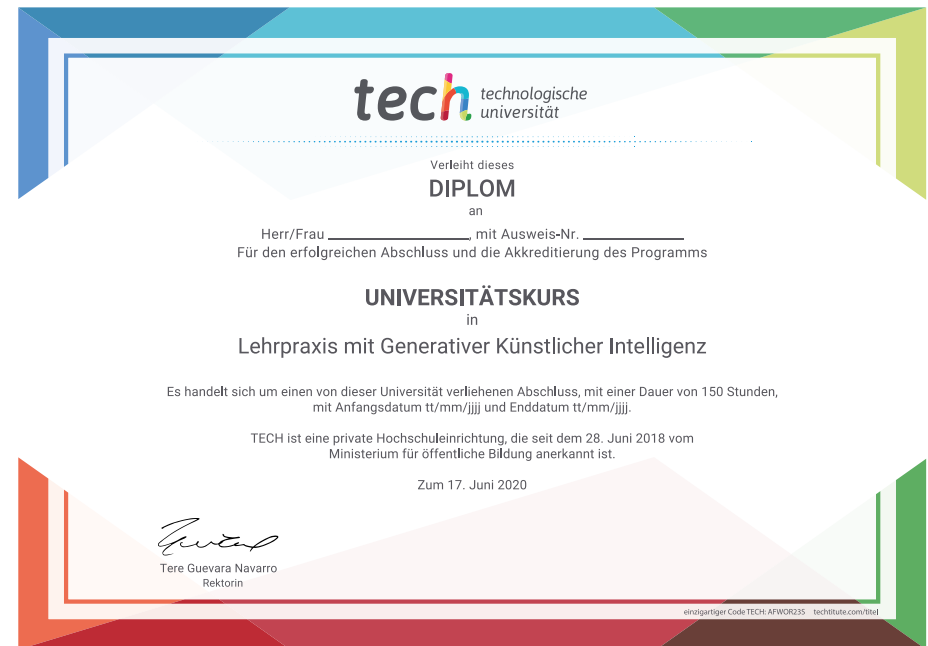 tech technologische
universität
Verleiht dieses
DIPLOM
an
Herr/Frau ____________________, mit Ausweis-Nr. ______________
Für den erfolgreichen Abschluss und die Akkreditierung des Programms
UNIVERSITÄTSKURS
in
Lehrpraxis mit Generativer Künstlicher Intelligenz
Es handelt sich um einen von dieser Universität verliehenen Abschluss, mit einer Dauer von 150 Stunden,
mit Anfangsdatum tt/mm/jjjj und Enddatum tt/mm/jjjj.
TECH ist eine private Hochschuleinrichtung, die seit dem 28. Juni 2018 vom
Ministerium für öffentliche Bildung anerkannt ist.
Zum 17. Juni 2020
Tere Guevara Navarro
Rektorin
einzigartiger Code TECH: AFWOR23S techtitute.com/titel